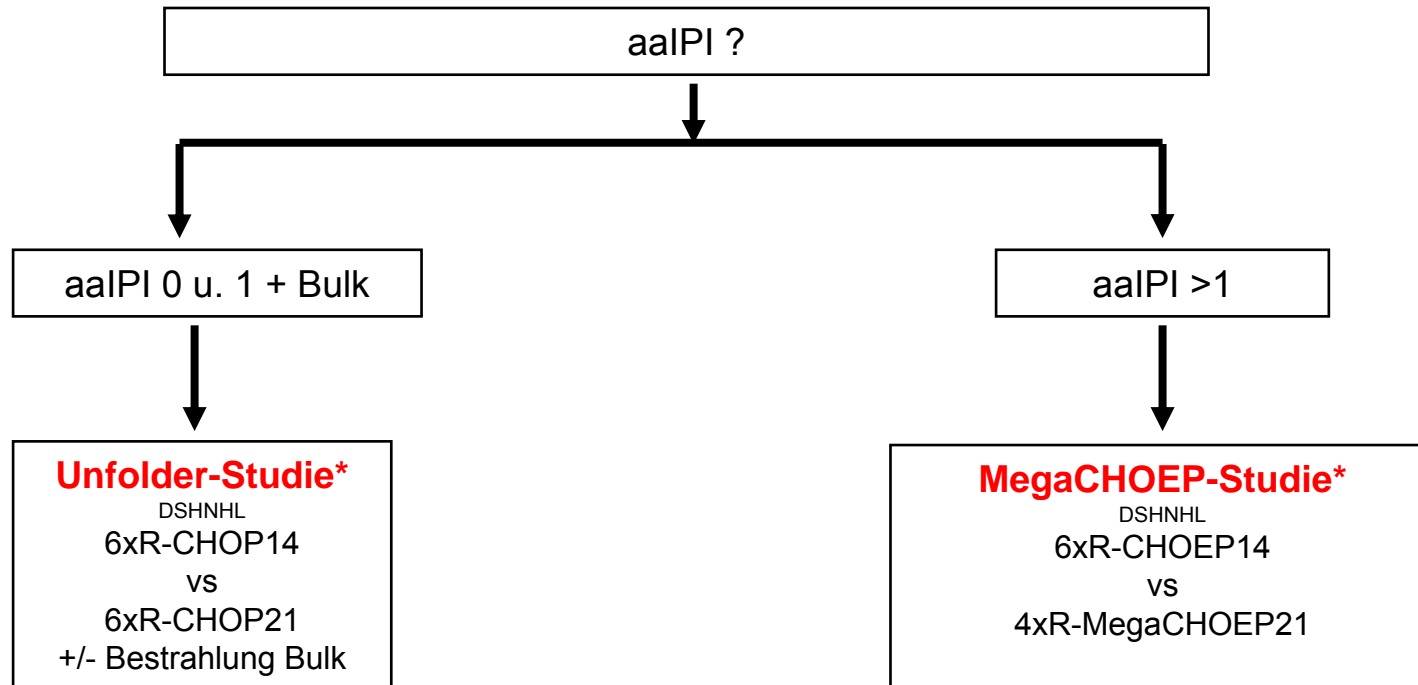 aaIPI ?
aaIPI 0 u. 1 + Bulk
aaIPI >1
Unfolder-Studie*
DSHNHL
6xR-CHOP14
vs
6xR-CHOP21
+/- Bestrahlung Bulk
MegaCHOEP-Studie*
DSHNHL
6xR-CHOEP14
vs
4xR-MegaCHOEP21